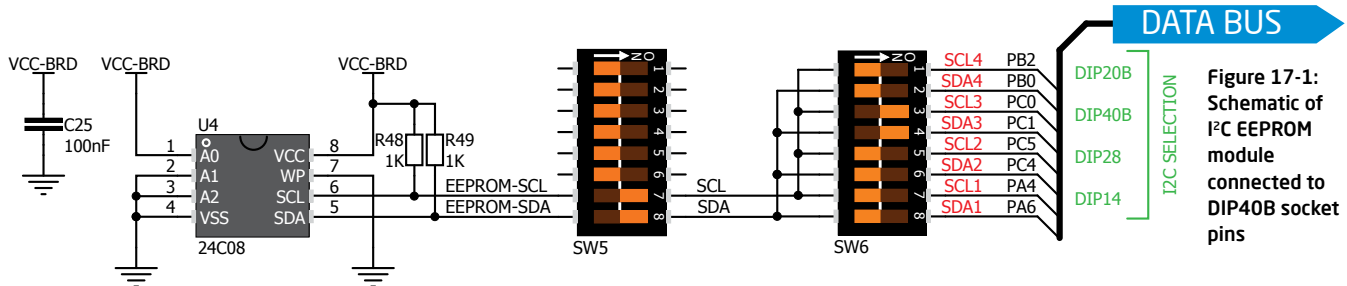 DATA BUS
VCC-BRD
C25
100nF
VCC-BRD
U4
1 A0
2 A1
3 A2
4 VSS
VCC 8
WP 7
SCL 6
SDA 5
24C08
VCC-BRD
R48
1K
R49
1K
EEPROM-SCL
EEPROM-SDA
ON
1
2
3
4
5
6
7
8
SW5
SCL
SDA
ON
1
2
3
4
5
6
7
8
SW6
SCL4 PB2
SDA4 PB0
SCL3 PC0
SDA3 PC1
SCL2 PC5
SDA2 PC4
SCL1 PA4
SDA1 PA6
DIP20B
DIP40B
DIP28
DIP14
I2C SELECTION
Figure 17-1:
Schematic of
I²C EEPROM
module
connected to
DIP40B socket
pins